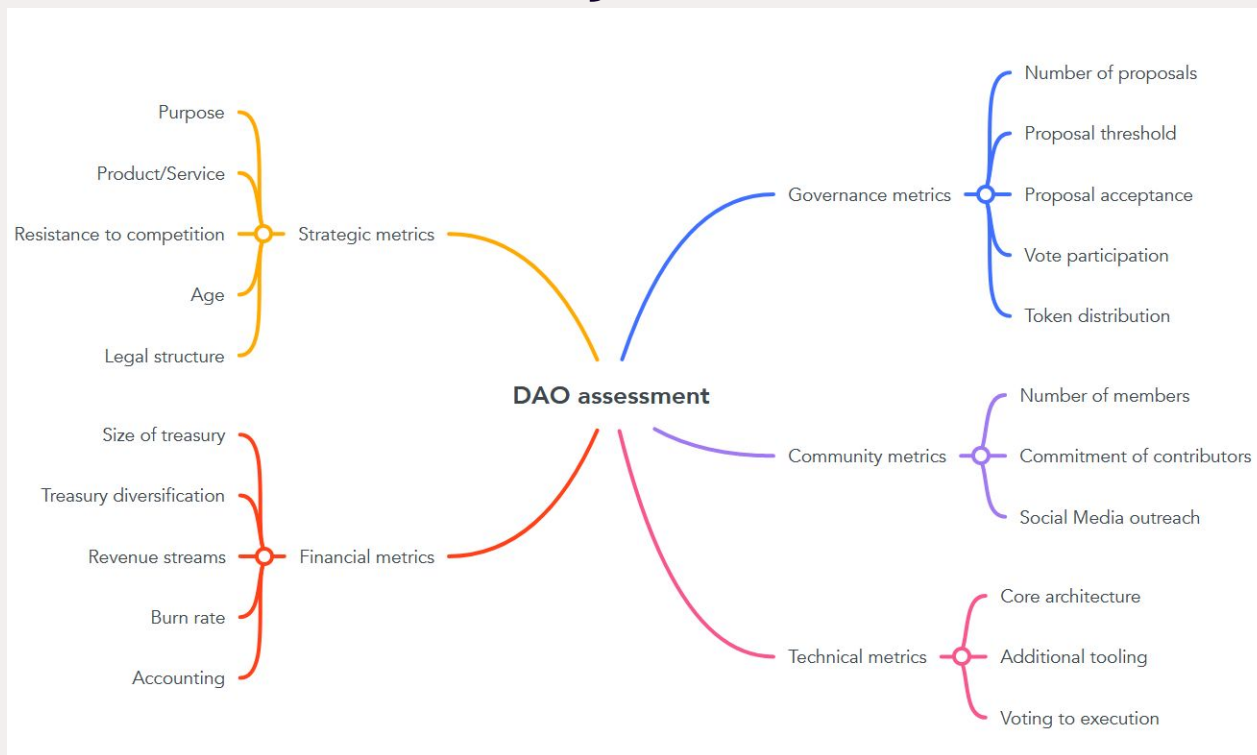 DAO assessment
Strategic metrics
Purpose
Product/Service
Resistance to competition
Age
Legal structure
Financial metrics
Size of treasury
Treasury diversification
Revenue streams
Burn rate
Accounting
Governance metrics
Number of proposals
Proposal threshold
Proposal acceptance
Vote participation
Token distribution
Community metrics
Number of members
Commitment of contributors
Social Media outreach
Technical metrics
Core architecture
Additional tooling
Voting to execution